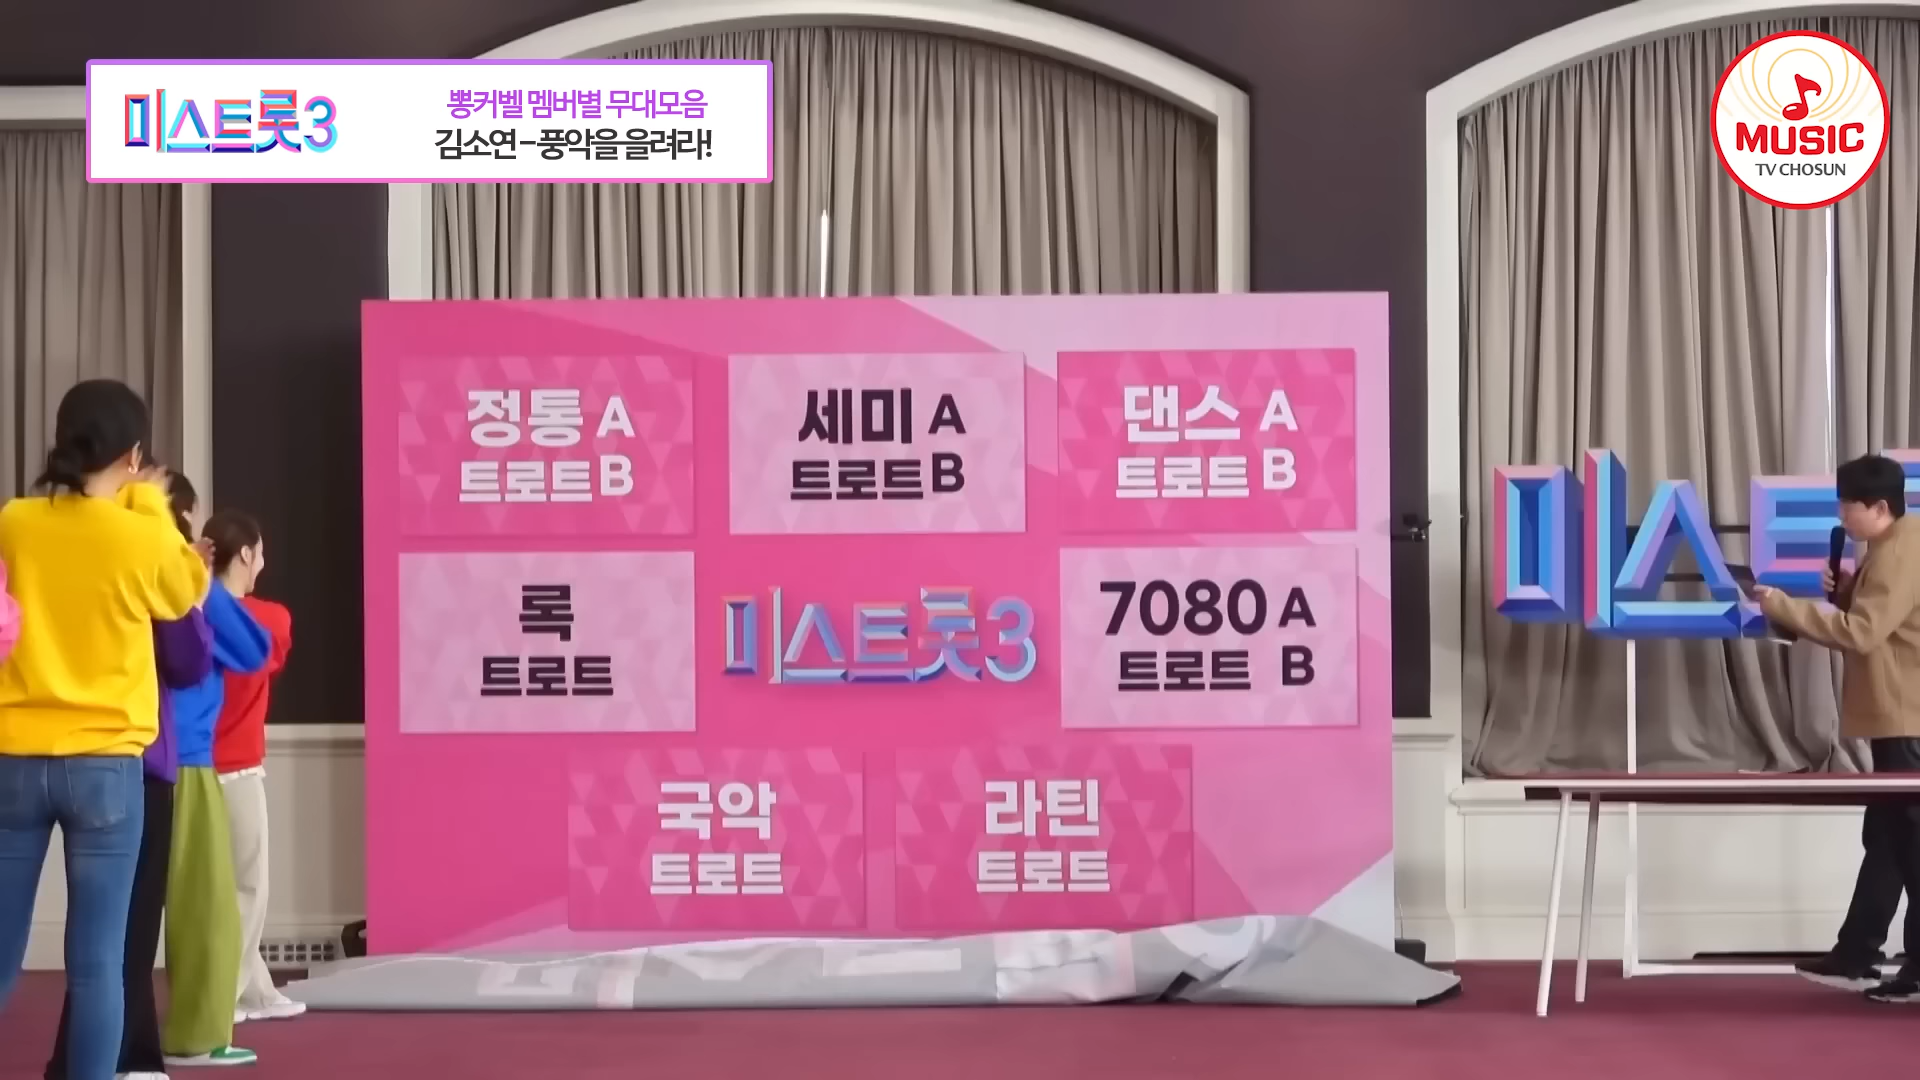 미스트롯3
뽕커벨 멤버별 무대모음
김소연-풍악을 울려라!
MUSIC
TV CHOSUN
정통 A
트로트 B
세미 A
트로트 B
댄스 A
트로트 B
록
트로트
미스트롯3
7080 A
트로트 B
국악
트로트
라틴
트로트
미스트